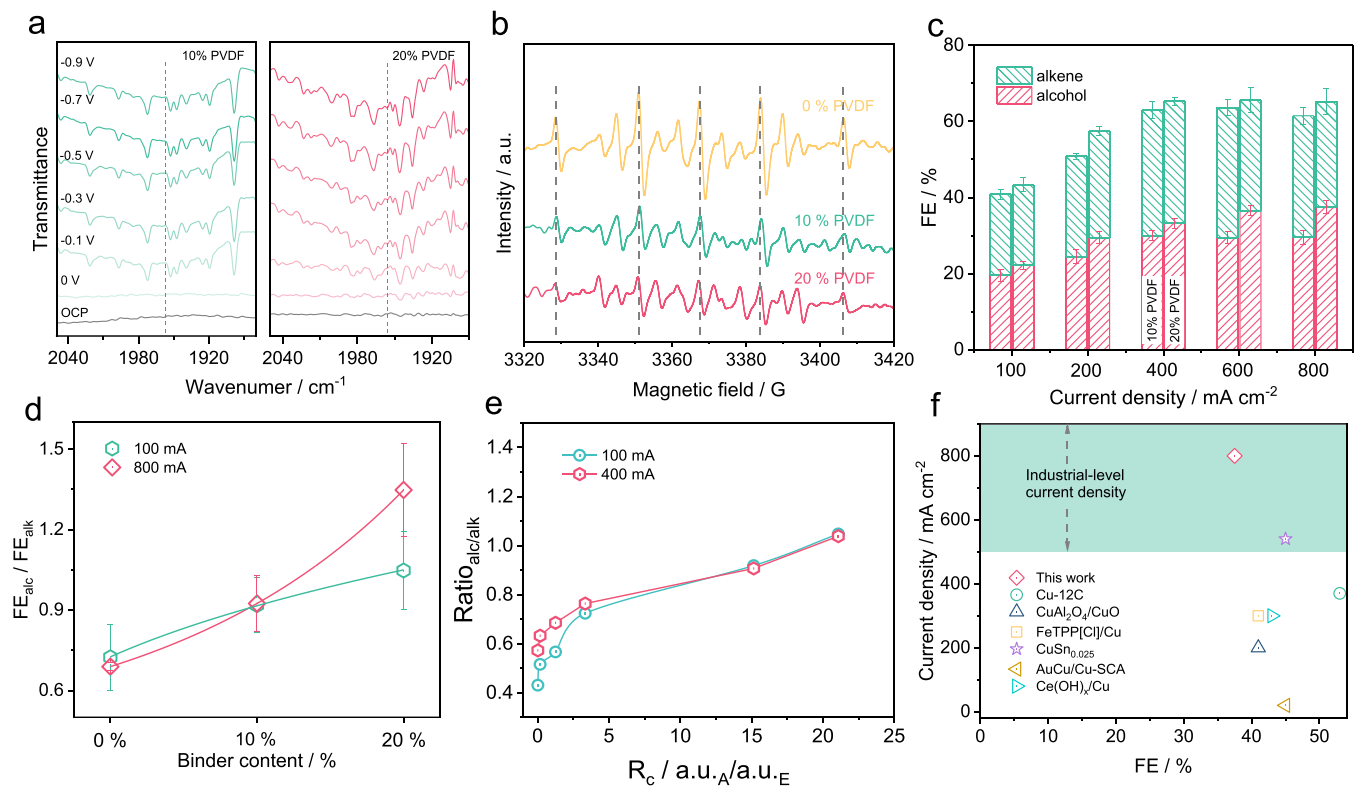 a
10% PVDF
20% PVDF
-0.9 V
-0.7 V
-0.5 V
-0.3 V
-0.1 V
0 V
OCP
Transmittance
2040 1980 1920 2040 1980 1920
Wavenumer / cm⁻¹
b
0 % PVDF
10 % PVDF
20 % PVDF
Intensity / a.u.
3320 3340 3360 3380 3400 3420
Magnetic field / G
c
alkene
alcohol
FE / %
80
60
40
20
0
10% PVDF
20% PVDF
100 200 400 600 800
Current density / mA cm⁻²
d
100 mA
800 mA
FEₐₗc / FEₐₗₖ
1.5
1.2
0.9
0.6
0 % 10 % 20 %
Binder content / %
e
100 mA
400 mA
Ratioalc/alk
1.4
1.2
1.0
0.8
0.6
0.4
0 5 10 15 20 25
Rc / a.u.A/a.u.E
f
Industrial-level
current density
This work
Cu-12C
CuAl₂O₄/CuO
FeTPP[Cl]/Cu
CuSn₀.₀₂₅
AuCu/Cu-SCA
Ce(OH)ₓ/Cu
Current density / mA cm⁻²
800
600
400
200
0
0 10 20 30 40 50
FE / %